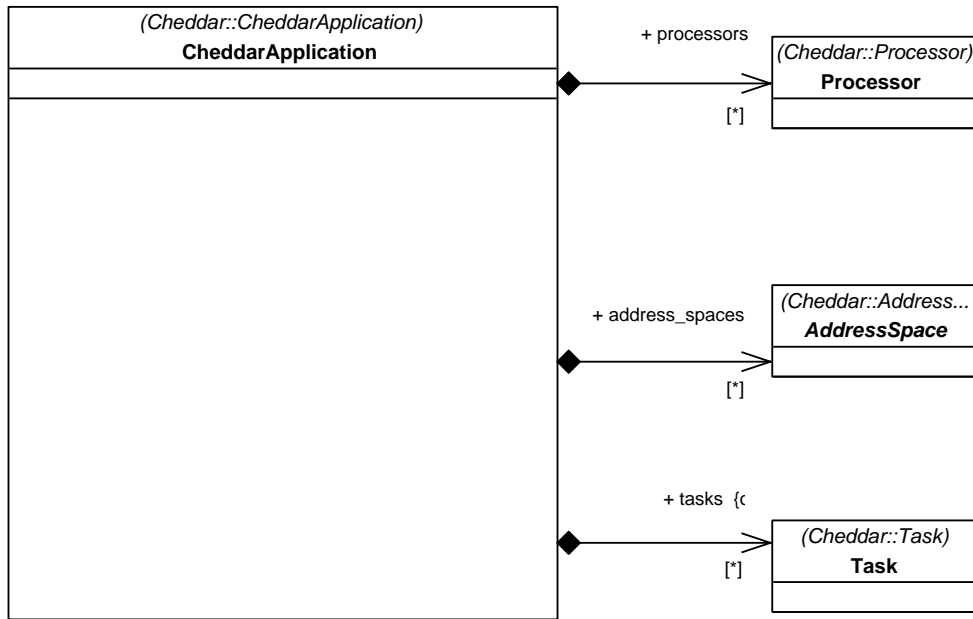 (Cheddar::CheddarApplication)
CheddarApplication
+ processors
[*]
(Cheddar::Processor)
Processor
+ address_spaces
[*]
(Cheddar::Address...
AddressSpace
+ tasks {c
[*]
(Cheddar::Task)
Task